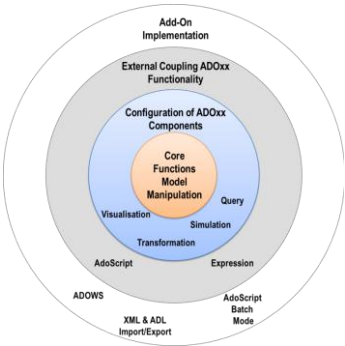 Add-On
Implementation
External Coupling ADOxx
Functionality
Configuration of ADOxx
Components
Core
Functions
Model
Manipulation
Query
Visualisation
Simulation
Transformation
AdoScript
Expression
ADOWS
AdoScript
Batch
Mode
XML & ADL
Import/Export